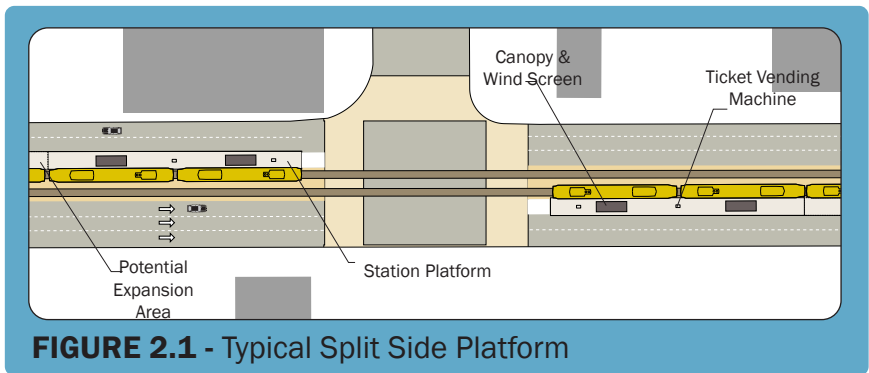 Canopy &
Wind Screen
Ticket Vending
Machine
Potential
Expansion
Area
Station Platform
FIGURE 2.1 - Typical Split Side Platform